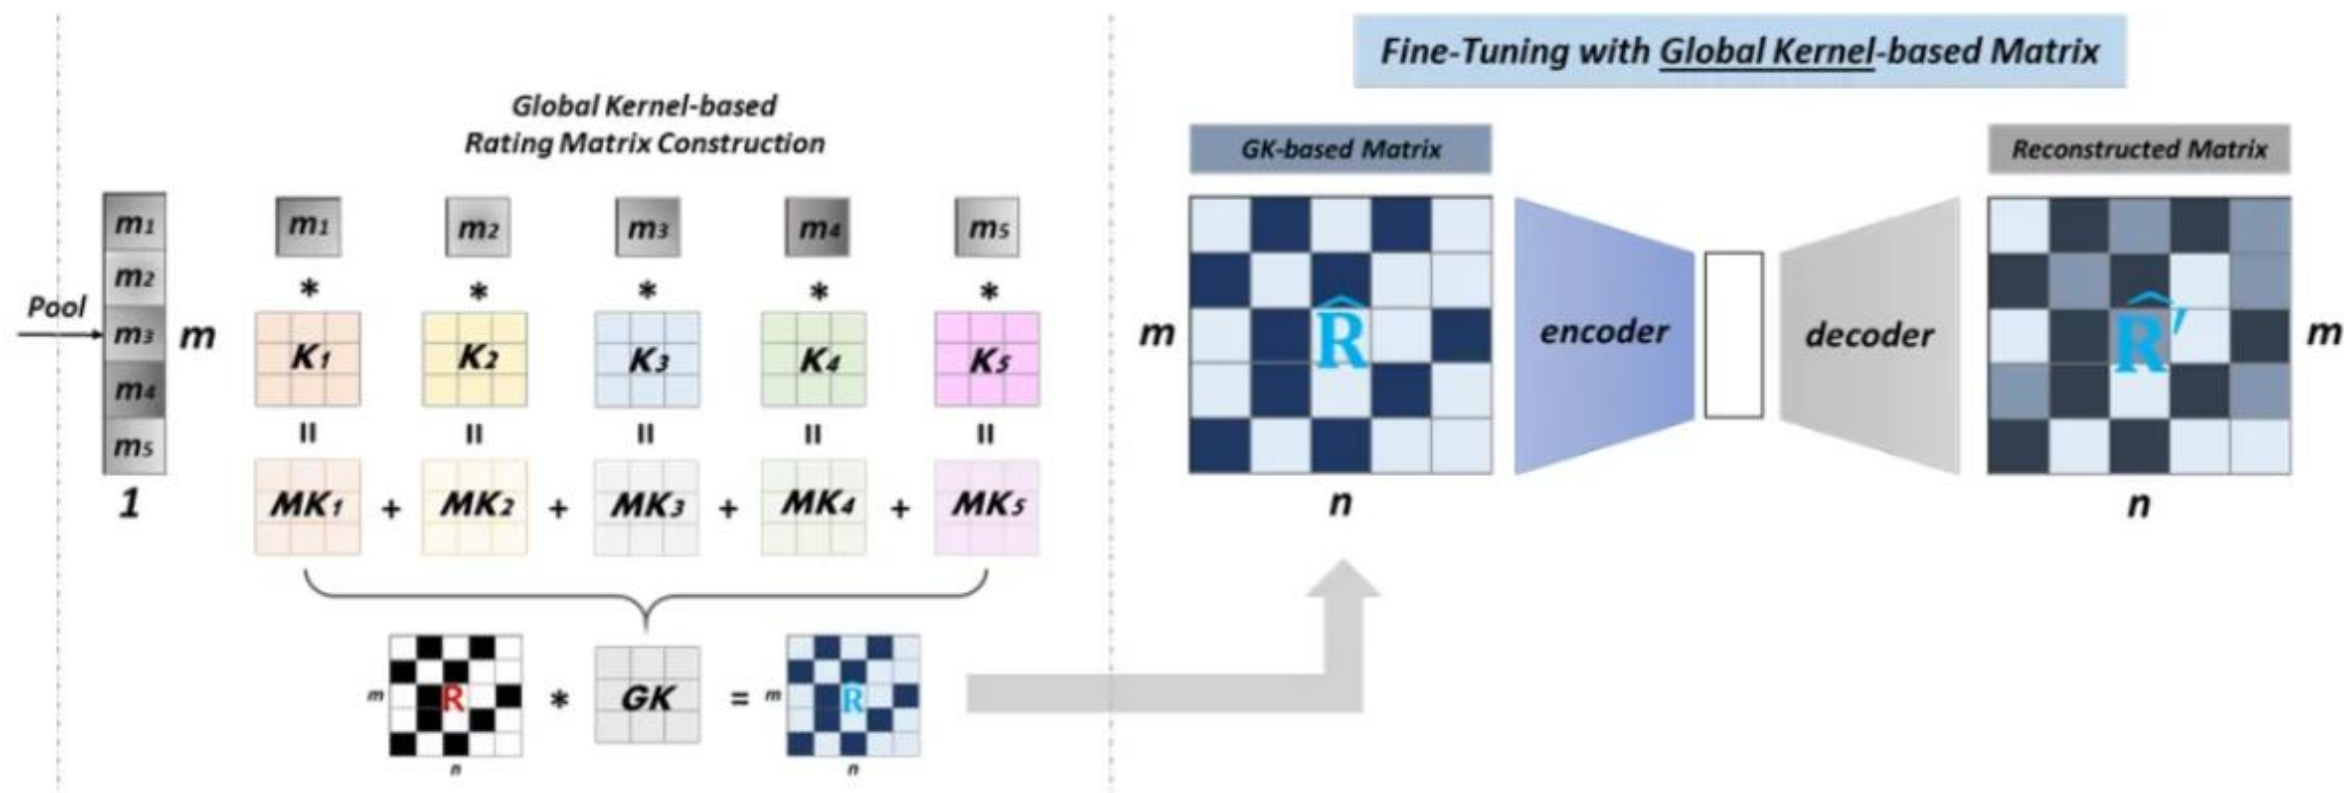 Global Kernel-based
Rating Matrix Construction
Pool
m1
m2
m3
m4
m5
m
1
m1 m2 m3 m4 m5
* * * * *
K1 K2 K3 K4 K5
= = = = =
MK1 + MK2 + MK3 + MK4 + MK5
m R * GK = m R̂
n n
Fine-Tuning with Global Kernel-based Matrix
GK-based Matrix
Reconstructed Matrix
m R̂ encoder decoder R̂′ m
n n